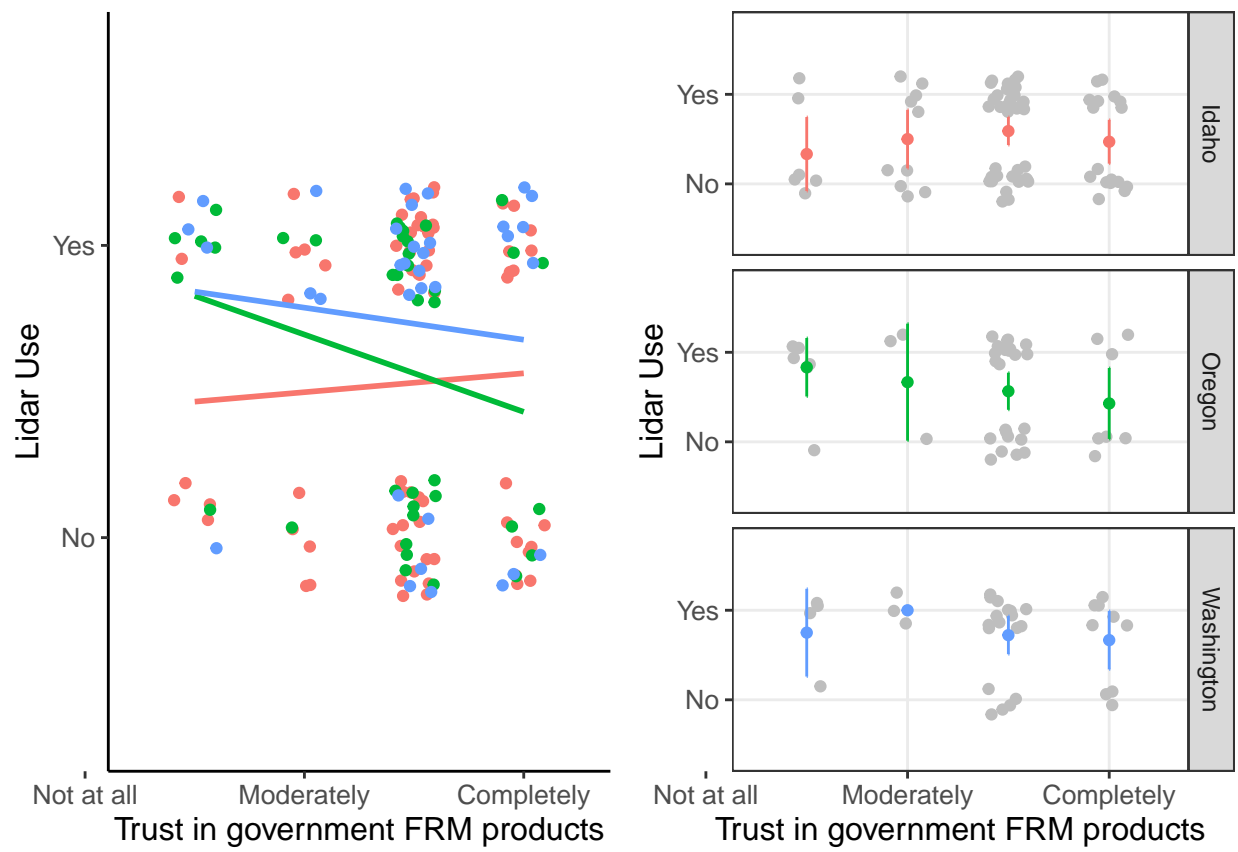 Lidar Use
Yes
No
Not at all
Moderately
Completely
Trust in government FRM products
Lidar Use
Yes
No
Idaho
Yes
No
Oregon
Yes
No
Washington
Not at all
Moderately
Completely
Trust in government FRM products